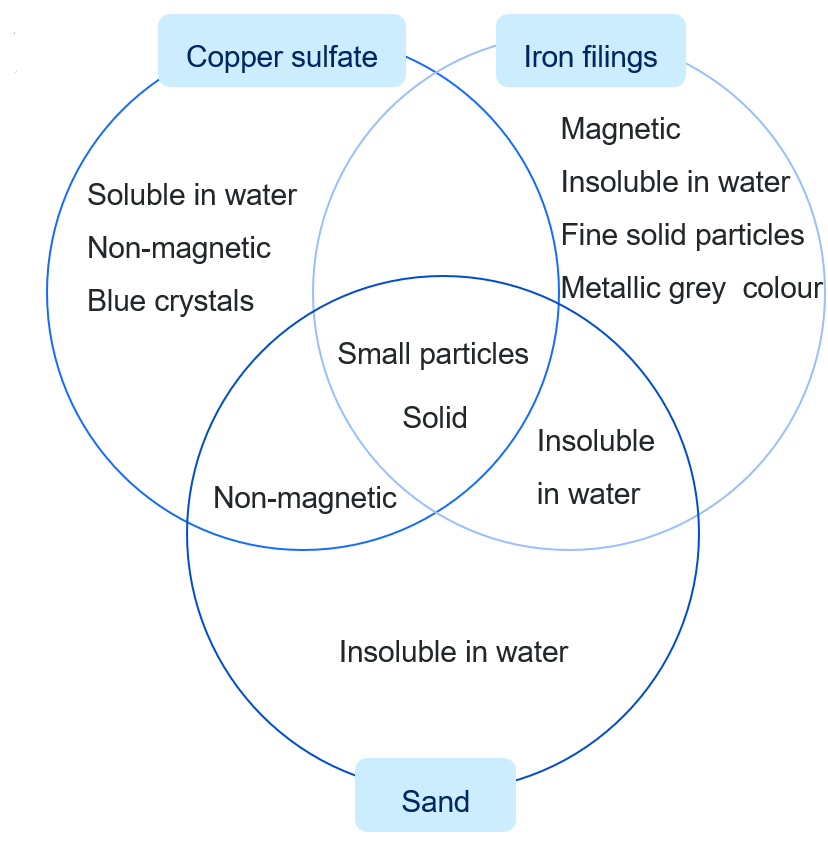 Copper sulfate
Iron filings
Magnetic
Insoluble in water
Fine solid particles
Metallic grey  colour
Soluble in water
Non-magnetic
Blue crystals
Small particles
Solid
Insoluble
in water
Non-magnetic
Insoluble in water
Sand